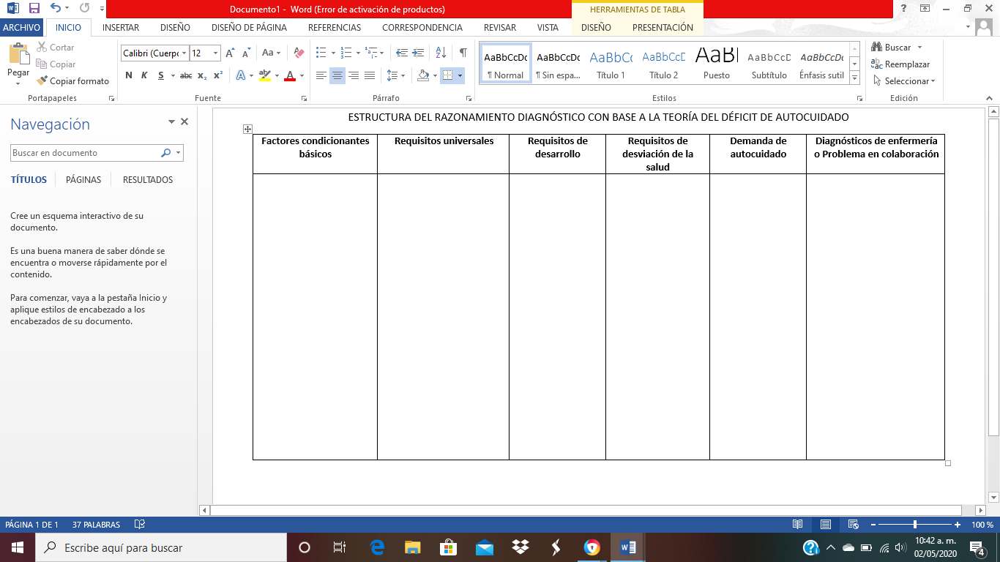 Documento1 - Word (Error de activación de productos)
HERRAMIENTAS DE TABLA
?
ARCHIVO INICIO INSERTAR DISEÑO DISEÑO DE PÁGINA REFERENCIAS CORRESPONDENCIA REVISAR VISTA DISEÑO PRESENTACIÓN
Pegar
Cortar
Copiar
Copiar formato
Portapapeles
Calibri (Cuerpo 12 Aa
N K S abc x₂ x² A ab A
Fuente
Párrafo
AaBbCcDc AaBbCcDc AaBbCc AaBbCcD AaBl AaBbCcD AaBbCcDc
¶ Normal ¶ Sin espa... Título 1 Título 2 Puesto Subtítulo Énfasis sutil
Estilos
Buscar
Reemplazar
Seleccionar
Edición
Navegación
Buscar en documento
TÍTULOS PÁGINAS RESULTADOS
Cree un esquema interactivo de su
documento.
Es una buena manera de saber dónde se
encuentra o moverse rápidamente por el
contenido.
Para comenzar, vaya a la pestaña Inicio y
aplique estilos de encabezado a los
encabezados de su documento.
ESTRUCTURA DEL RAZONAMIENTO DIAGNÓSTICO CON BASE A LA TEORÍA DEL DÉFICIT DE AUTOCUIDADO
Factores condicionantes
básicos
Requisitos universales
Requisitos de
desarrollo
Requisitos de
desviación de la
salud
Demanda de
autocuidado
Diagnósticos de enfermería
o Problema en colaboración
PÁGINA 1 DE 1 37 PALABRAS
100 %
Escribe aquí para buscar
10:42 a. m.
02/05/2020
4